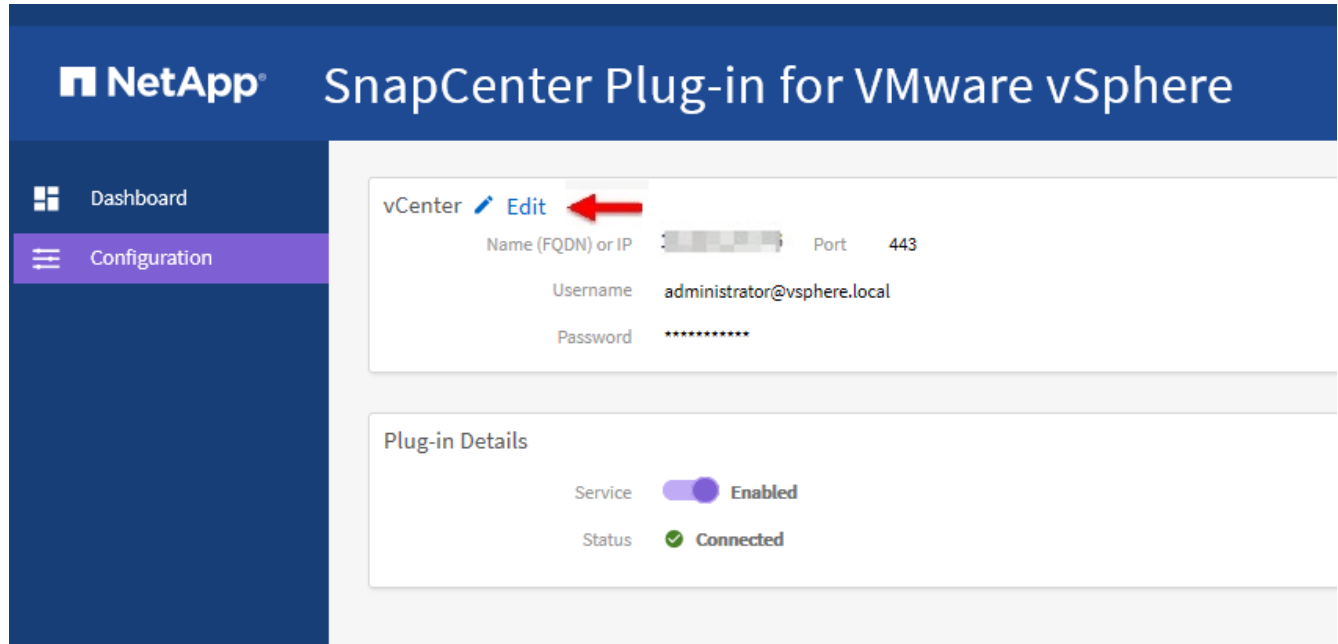 NetApp® SnapCenter Plug-in for VMware vSphere
Dashboard
Configuration
vCenter Edit
Name (FQDN) or IP Port 443
Username administrator@vsphere.local
Password ***********
Plug-in Details
Service Enabled
Status Connected